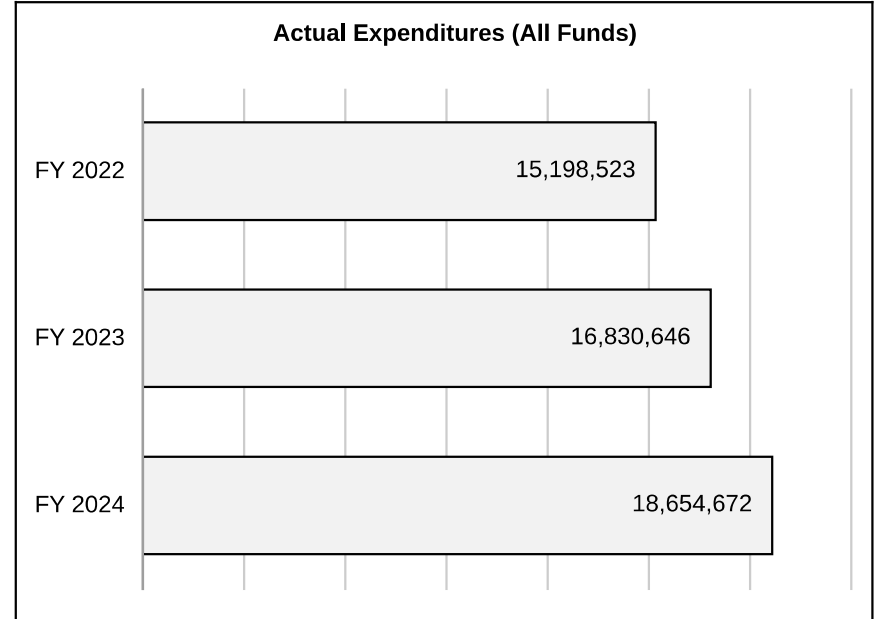 Actual Expenditures (All Funds)
FY 2022 15,198,523
FY 2023 16,830,646
FY 2024 18,654,672